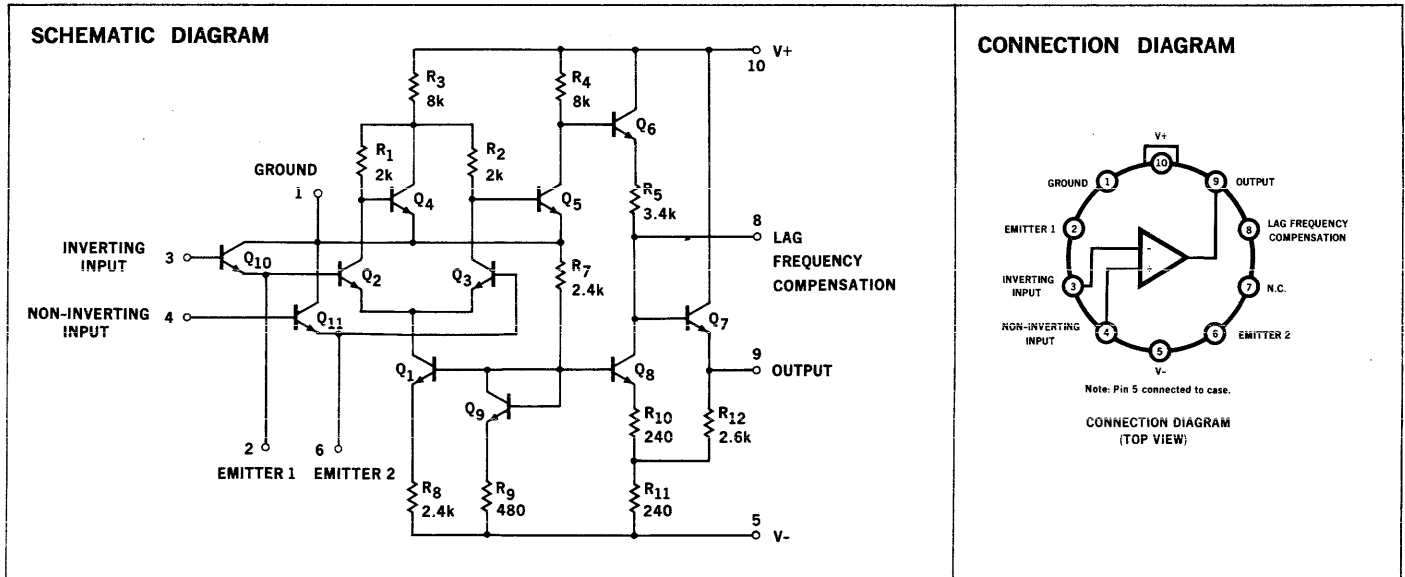 SCHEMATIC DIAGRAM
V+
10
R3
8k
R4
8k
Q6
R1
2k
R2
2k
GROUND
1
Q4
Q5
R5
3.4k
8
LAG
FREQUENCY
COMPENSATION
INVERTING
INPUT
3
Q10
Q2
Q3
R7
2.4k
NON-INVERTING
INPUT
4
Q11
Q7
9
OUTPUT
Q1
Q8
Q9
R10
240
R12
2.6k
2
EMITTER 1
6
EMITTER 2
R8
2.4k
R9
480
R11
240
5
V-
CONNECTION DIAGRAM
V+
10
GROUND
1
9
OUTPUT
EMITTER 1
2
8
LAG FREQUENCY
COMPENSATION
-
+
INVERTING
INPUT
3
7
N.C.
NON-INVERTING
INPUT
4
6
EMITTER 2
5
V-
Note: Pin 5 connected to case.
CONNECTION DIAGRAM
(TOP VIEW)